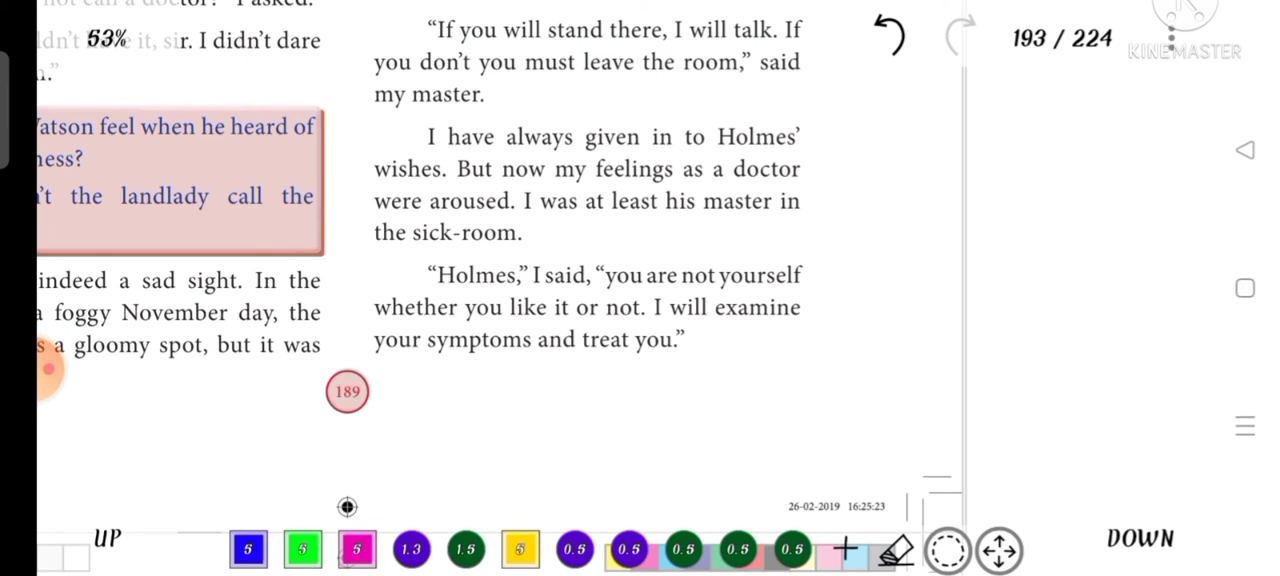 ldn't
53%
it, sir. I didn't dare
"If you will stand there, I will talk. If
you don't you must leave the room," said
my master.
193 / 224
KINEMASTER
atson feel when he heard of
ness?
't the landlady call the
I have always given in to Holmes'
wishes. But now my feelings as a doctor
were aroused. I was at least his master in
the sick-room.
indeed a sad sight. In the
a foggy November day, the
s a gloomy spot, but it was
"Holmes," I said, "you are not yourself
whether you like it or not. I will examine
your symptoms and treat you."
189
26-02-2019 16:25:23
UP
5 5 5 1.3 1.5 5 0.5 0.5 0.5 0.5 0.5
DOWN